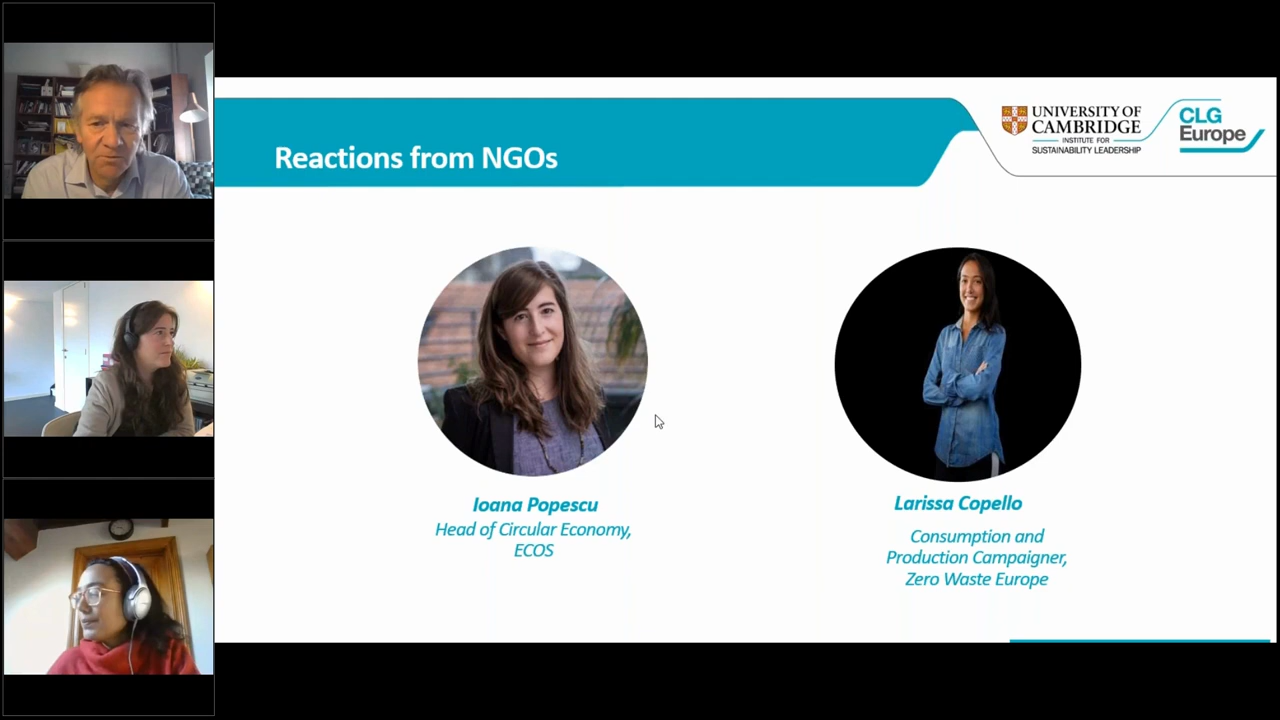 Reactions from NGOs
UNIVERSITY OF
CAMBRIDGE
INSTITUTE FOR
SUSTAINABILITY LEADERSHIP
CLG
Europe
Ioana Popescu
Head of Circular Economy,
ECOS
Larissa Copello
Consumption and
Production Campaigner,
Zero Waste Europe